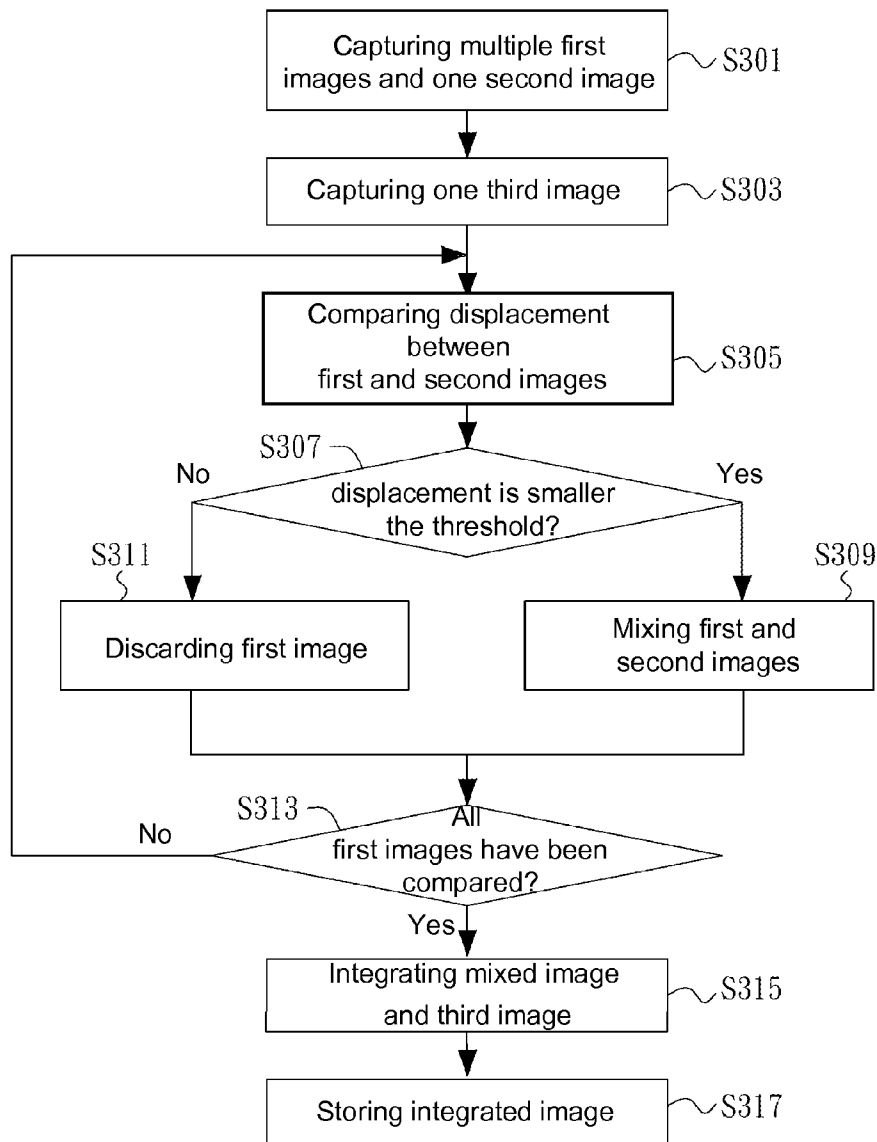 Capturing multiple first
images and one second image
S301
Capturing one third image
S303
Comparing displacement
between
first and second images
S305
S307
No
Yes
displacement is smaller
the threshold?
S311
S309
Discarding first image
Mixing first and
second images
S313
No
All
first images have been
compared?
Yes
Integrating mixed image
and third image
S315
Storing integrated image
S317